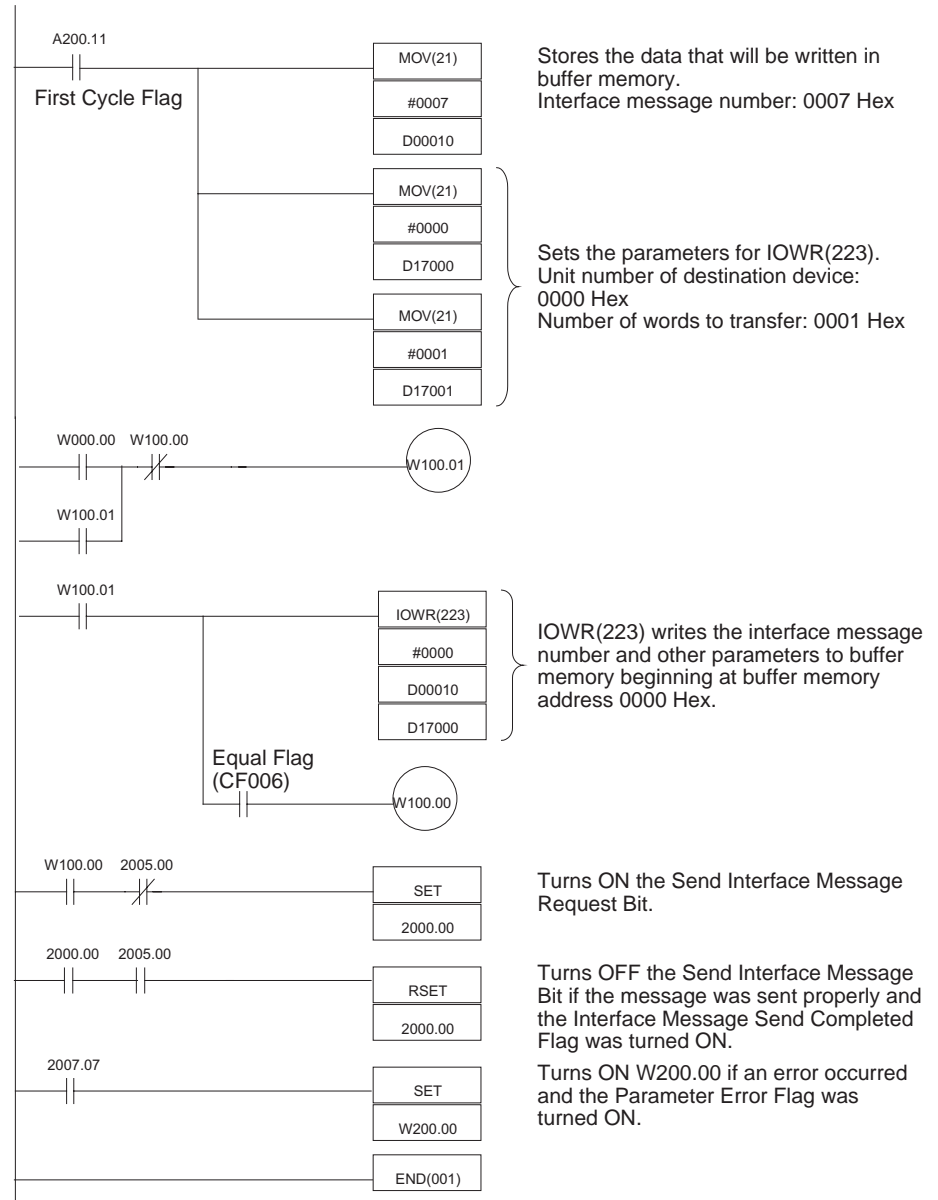 A200.11
First Cycle Flag
MOV(21)
#0007
D00010
Stores the data that will be written in
buffer memory.
Interface message number: 0007 Hex
MOV(21)
#0000
D17000
MOV(21)
#0001
D17001
Sets the parameters for IOWR(223).
Unit number of destination device:
0000 Hex
Number of words to transfer: 0001 Hex
W000.00 W100.00
W100.01
W100.01
W100.01
IOWR(223)
#0000
D00010
D17000
IOWR(223) writes the interface message
number and other parameters to buffer
memory beginning at buffer memory
address 0000 Hex.
Equal Flag
(CF006)
W100.00
W100.00 2005.00
SET
2000.00
Turns ON the Send Interface Message
Request Bit.
2000.00 2005.00
RSET
2000.00
Turns OFF the Send Interface Message
Bit if the message was sent properly and
the Interface Message Send Completed
Flag was turned ON.
2007.07
SET
W200.00
Turns ON W200.00 if an error occurred
and the Parameter Error Flag was
turned ON.
END(001)